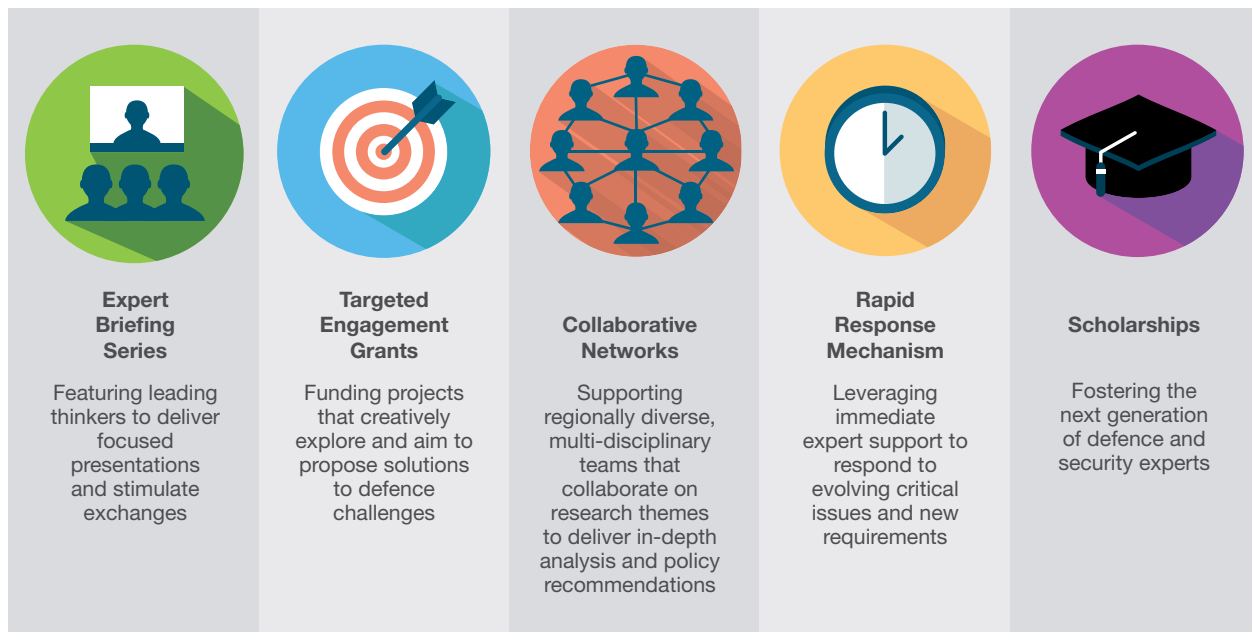 Expert
Briefing
Series
Featuring leading
thinkers to deliver
focused
presentations
and stimulate
exchanges
Targeted
Engagement
Grants
Funding projects
that creatively
explore and aim to
propose solutions
to defence
challenges
Collaborative
Networks
Supporting
regionally diverse,
multi-disciplinary
teams that
collaborate on
research themes
to deliver in-depth
analysis and policy
recommendations
Rapid
Response
Mechanism
Leveraging
immediate
expert support to
respond to
evolving critical
issues and new
requirements
Scholarships
Fostering the
next generation
of defence and
security experts